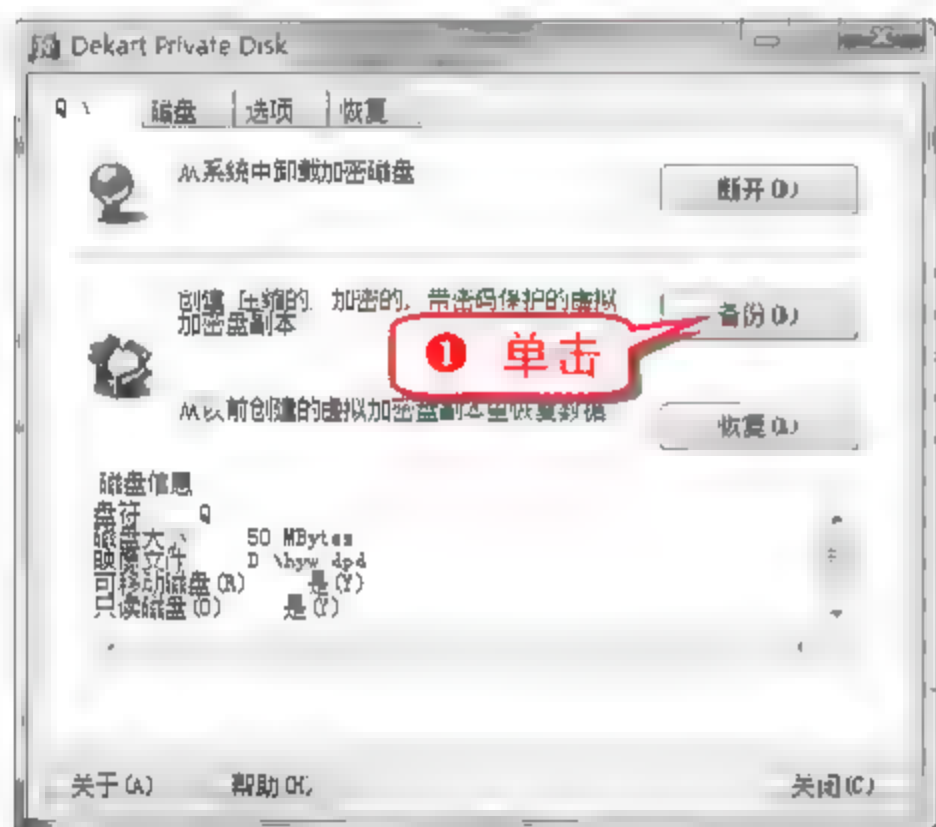 Dekart Private Disk
Q \ 磁盘 选项 恢复
从系统中卸载加密磁盘
断开
创建 压缩的, 加密的, 带密码保护的虚拟
加密盘副本
备份
❶ 单击
从以前创建的虚拟加密盘副本里恢复数据
恢复
磁盘信息
盘符 Q
磁盘大小 50 MBytes
映像文件 D \hyw dpd
可移动磁盘(R) 是(Y)
只读磁盘(O) 是(Y)
关于(A) 帮助(H) 关闭(C)